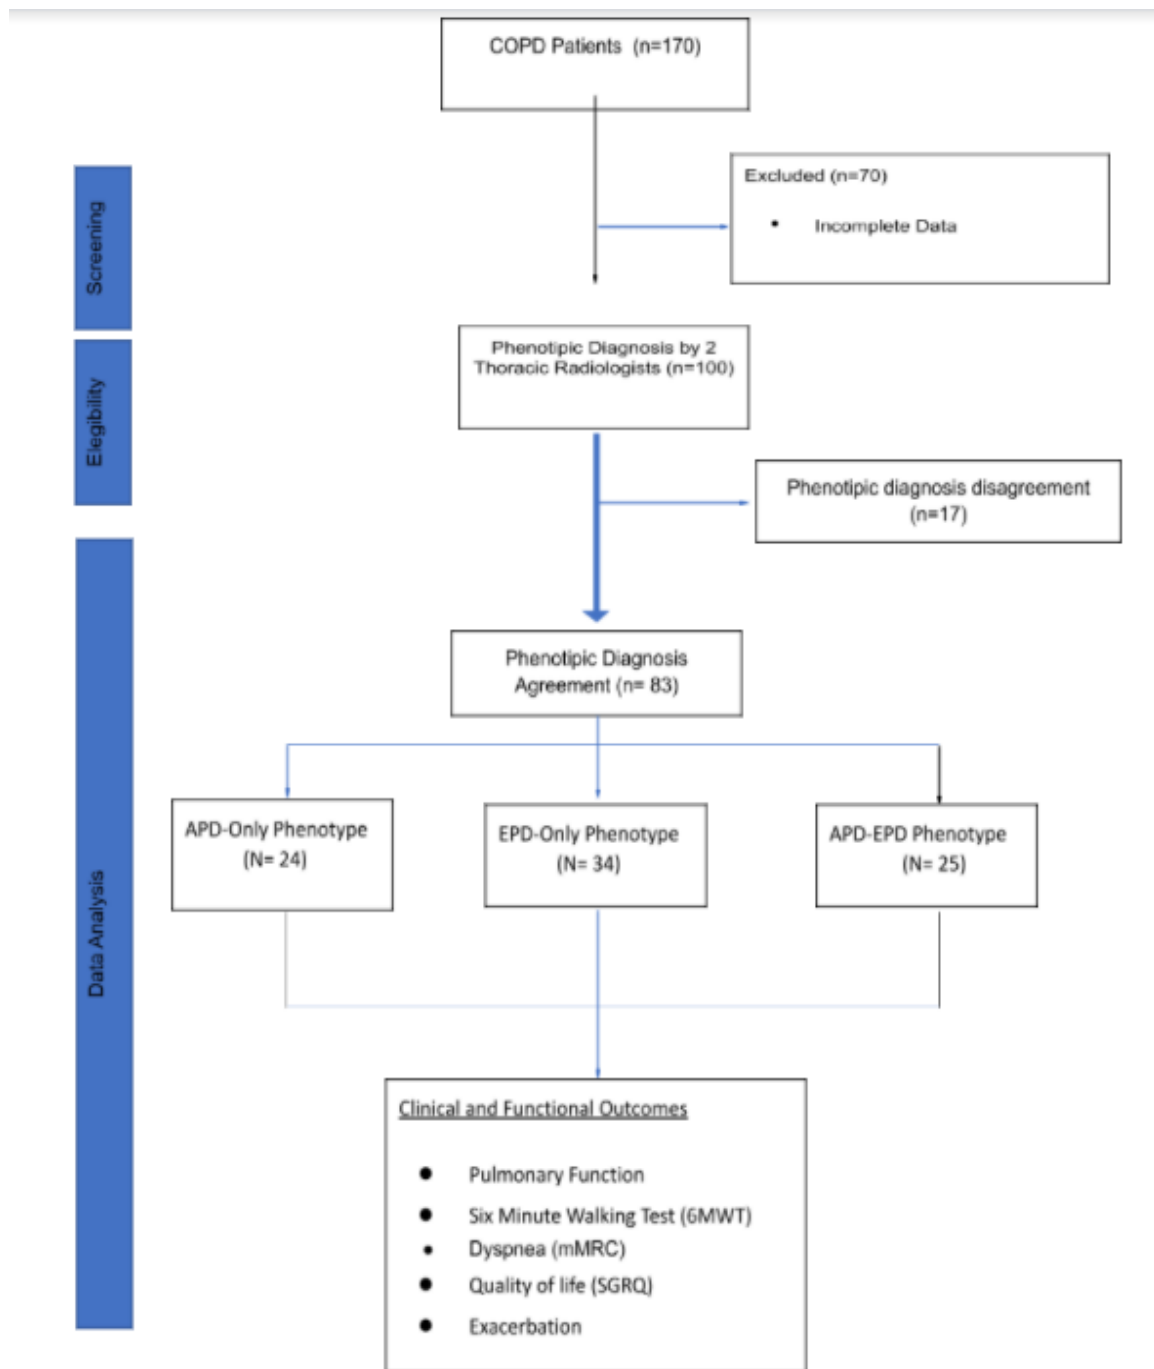 COPD Patients (n=170)
Screening
Excluded (n=70)
• Incomplete Data
Elegibility
Phenotipic Diagnosis by 2
Thoracic Radiologists (n=100)
Phenotipic diagnosis disagreement
(n=17)
Data Analysis
Phenotipic Diagnosis
Agreement (n= 83)
APD-Only Phenotype
(N= 24)
EPD-Only Phenotype
(N= 34)
APD-EPD Phenotype
(N= 25)
Clinical and Functional Outcomes
• Pulmonary Function
• Six Minute Walking Test (6MWT)
• Dyspnea (mMRC)
• Quality of life (SGRQ)
• Exacerbation